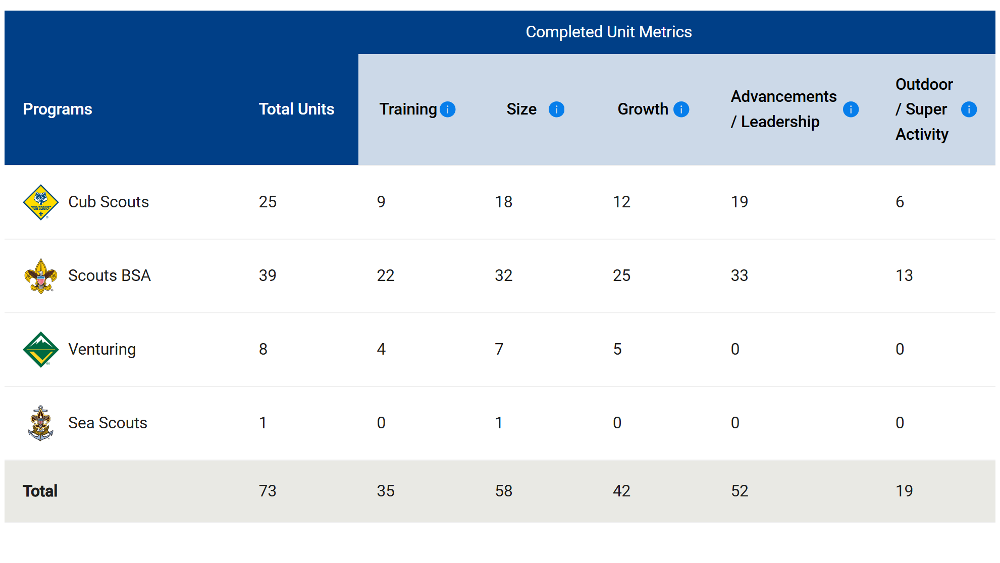 Completed Unit Metrics
Programs Total Units Training Size Growth Advancements / Leadership Outdoor / Super Activity
CUB SCOUTS
Cub Scouts 25 9 18 12 19 6
Scouts BSA 39 22 32 25 33 13
Venturing 8 4 7 5 0 0
Sea Scouts 1 0 1 0 0 0
Total 73 35 58 42 52 19